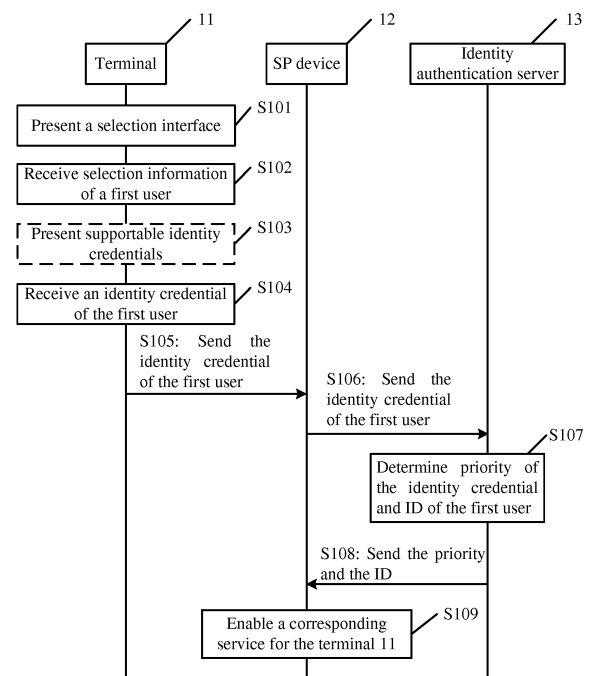 11
12
13
Terminal
SP device
Identity
authentication server
S101
Present a selection interface
S102
Receive selection information
of a first user
S103
Present supportable identity
credentials
S104
Receive an identity credential
of the first user
S105: Send the
identity credential
of the first user
S106: Send the
identity credential
of the first user
S107
Determine priority of
the identity credential
and ID of the first user
S108: Send the priority
and the ID
S109
Enable a corresponding
service for the terminal 11